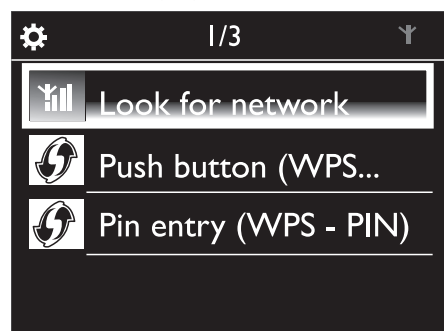 1/3
Look for network
Push button (WPS...
Pin entry (WPS - PIN)